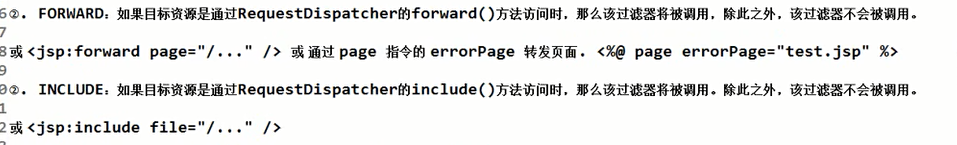 6②. FORWARD：如果目标资源是通过RequestDispatcher的forward()方法访问时，那么该过滤器将被调用，除此之外，该过滤器不会被调用。
7
8或<jsp:forward page="/..." /> 或 通过 page 指令的 errorPage 转发页面. <%@ page errorPage="test.jsp" %>
9
0②. INCLUDE：如果目标资源是通过RequestDispatcher的include()方法访问时，那么该过滤器将被调用。除此之外，该过滤器不会被调用。
1
2或<jsp:include file="/..." />